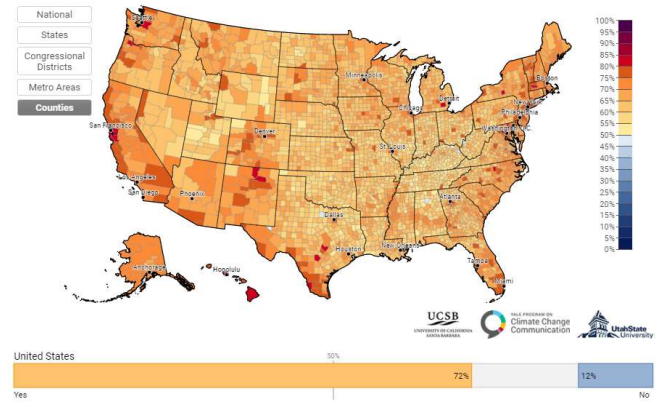 National
States
Congressional
Districts
Metro Areas
Counties
Seattle
Minneapolis
Boston
Detroit
Chicago
New York
Philadelphia
Washington, DC
San Francisco
Denver
St. Louis
Los Angeles
San Diego
Phoenix
Atlanta
Dallas
Houston
New Orleans
Tampa
Miami
Anchorage
Honolulu
100%
95%
90%
85%
80%
75%
70%
65%
60%
55%
50%
45%
40%
35%
30%
25%
20%
15%
10%
5%
0%
UCSB
UNIVERSITY OF CALIFORNIA
SANTA BARBARA
YALE PROGRAM ON
Climate Change
Communication
UtahState
University
United States
50%
72%
12%
Yes
No